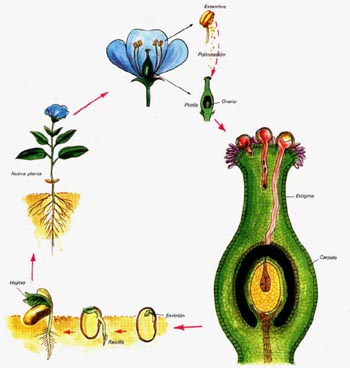 Estambre
Polinización
Pistilo
Ovario
Nueva planta
Estigma
Carpelo
Hojitas
Embrión
Raicilla